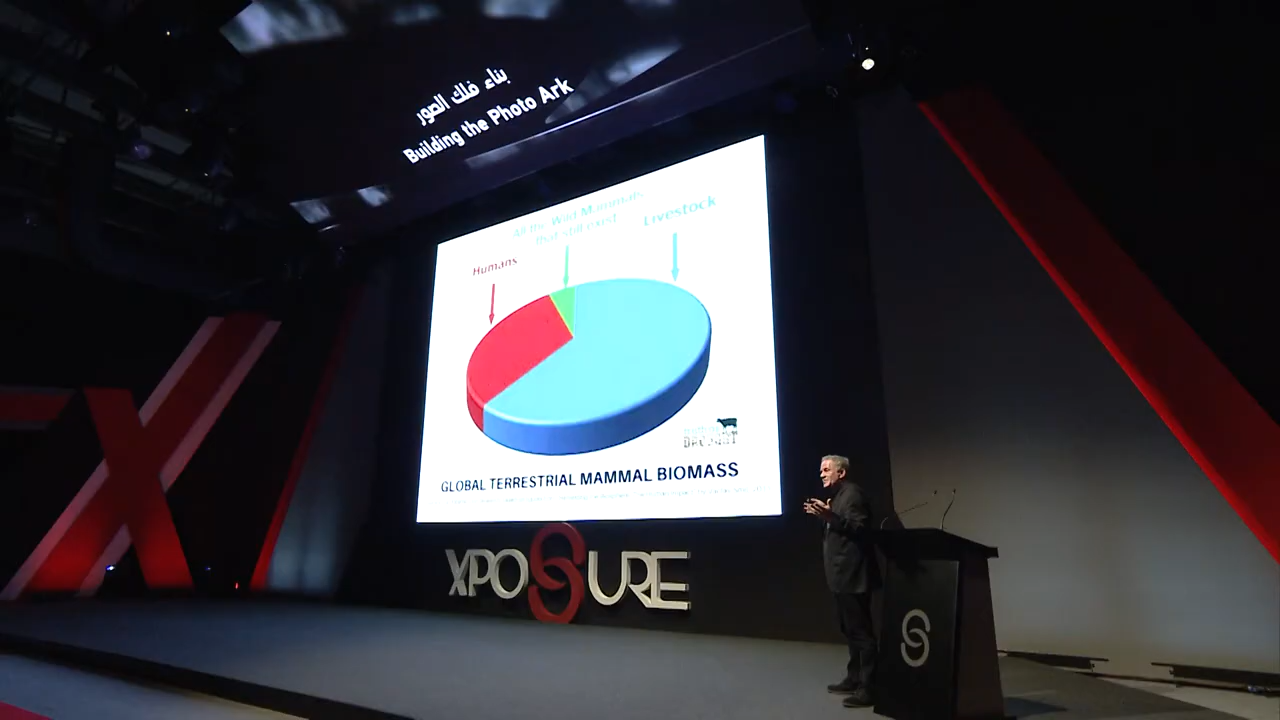 بناء فلك الصور
Building the Photo Ark
All the Wild Mammals
that still exist
Livestock
Humans
GLOBAL TERRESTRIAL MAMMAL BIOMASS
XPOSURE